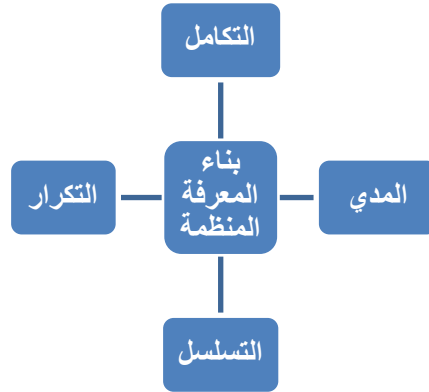 التكامل
المدي
بناء
المعرفة
المنظمة
التكرار
التسلسل